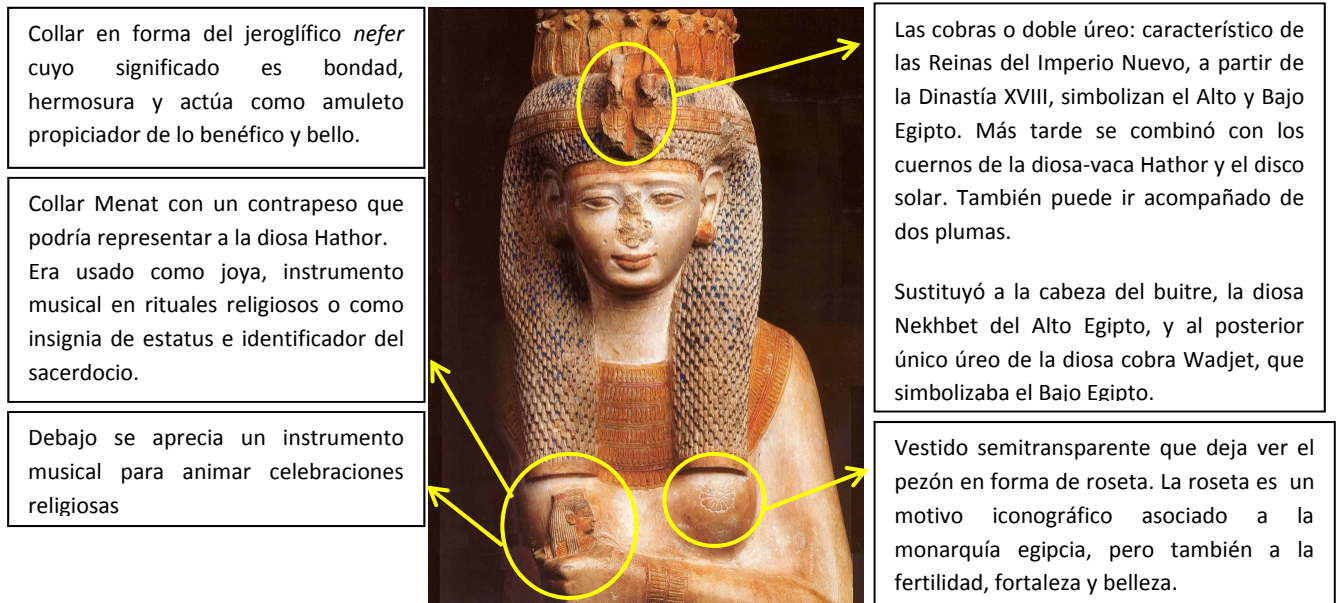 Collar en forma del jeroglífico nefer
cuyo significado es bondad,
hermosura y actúa como amuleto
propiciador de lo benéfico y bello.
Collar Menat con un contrapeso que
podría representar a la diosa Hathor.
Era usado como joya, instrumento
musical en rituales religiosos o como
insignia de estatus e identificador del
sacerdocio.
Debajo se aprecia un instrumento
musical para animar celebraciones
religiosas
Las cobras o doble úreo: característico de
las Reinas del Imperio Nuevo, a partir de
la Dinastía XVIII, simbolizan el Alto y Bajo
Egipto. Más tarde se combinó con los
cuernos de la diosa-vaca Hathor y el disco
solar. También puede ir acompañado de
dos plumas.
Sustituyó a la cabeza del buitre, la diosa
Nekhbet del Alto Egipto, y al posterior
único úreo de la diosa cobra Wadjet, que
simbolizaba el Bajo Egipto.
Vestido semitransparente que deja ver el
pezón en forma de roseta. La roseta es un
motivo iconográfico asociado a la
monarquía egipcia, pero también a la
fertilidad, fortaleza y belleza.